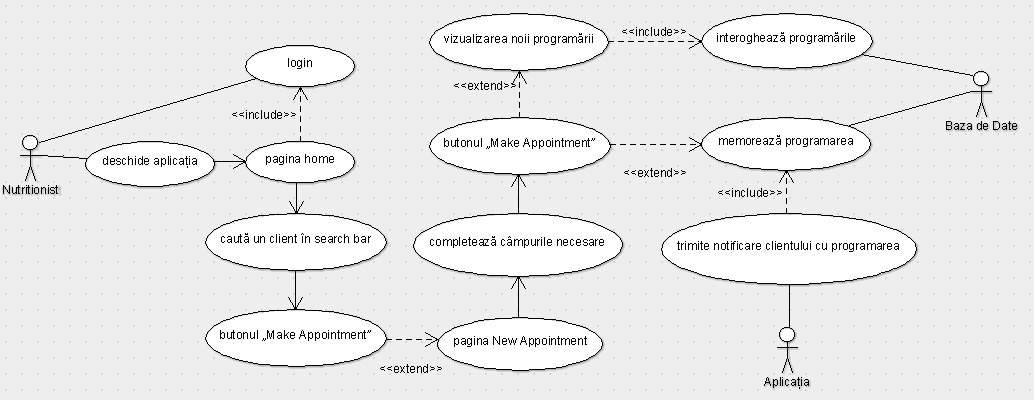 vizualizarea noii programării
<<include>>
interoghează programările
login
<<extend>>
<<include>>
Baza de Date
butonul „Make Appointment”
memorează programarea
Nutritionist
deschide aplicația
pagina home
<<extend>>
<<include>>
caută un client în search bar
completează câmpurile necesare
trimite notificare clientului cu programarea
butonul „Make Appointment”
<<extend>>
pagina New Appointment
Aplicația